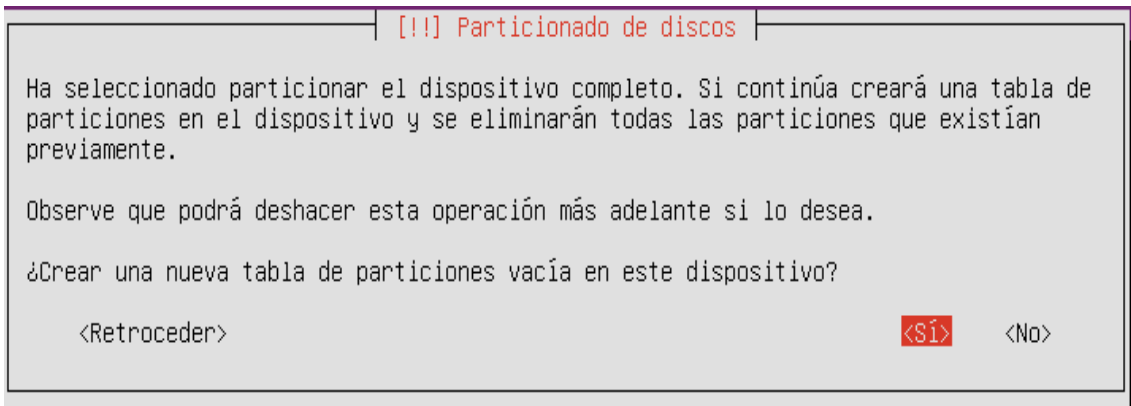 [!!] Particionado de discos
Ha seleccionado particionar el dispositivo completo. Si continúa creará una tabla de
particiones en el dispositivo y se eliminarán todas las particiones que existían
previamente.
Observe que podrá deshacer esta operación más adelante si lo desea.
¿Crear una nueva tabla de particiones vacía en este dispositivo?
<Retroceder> <Sí> <No>